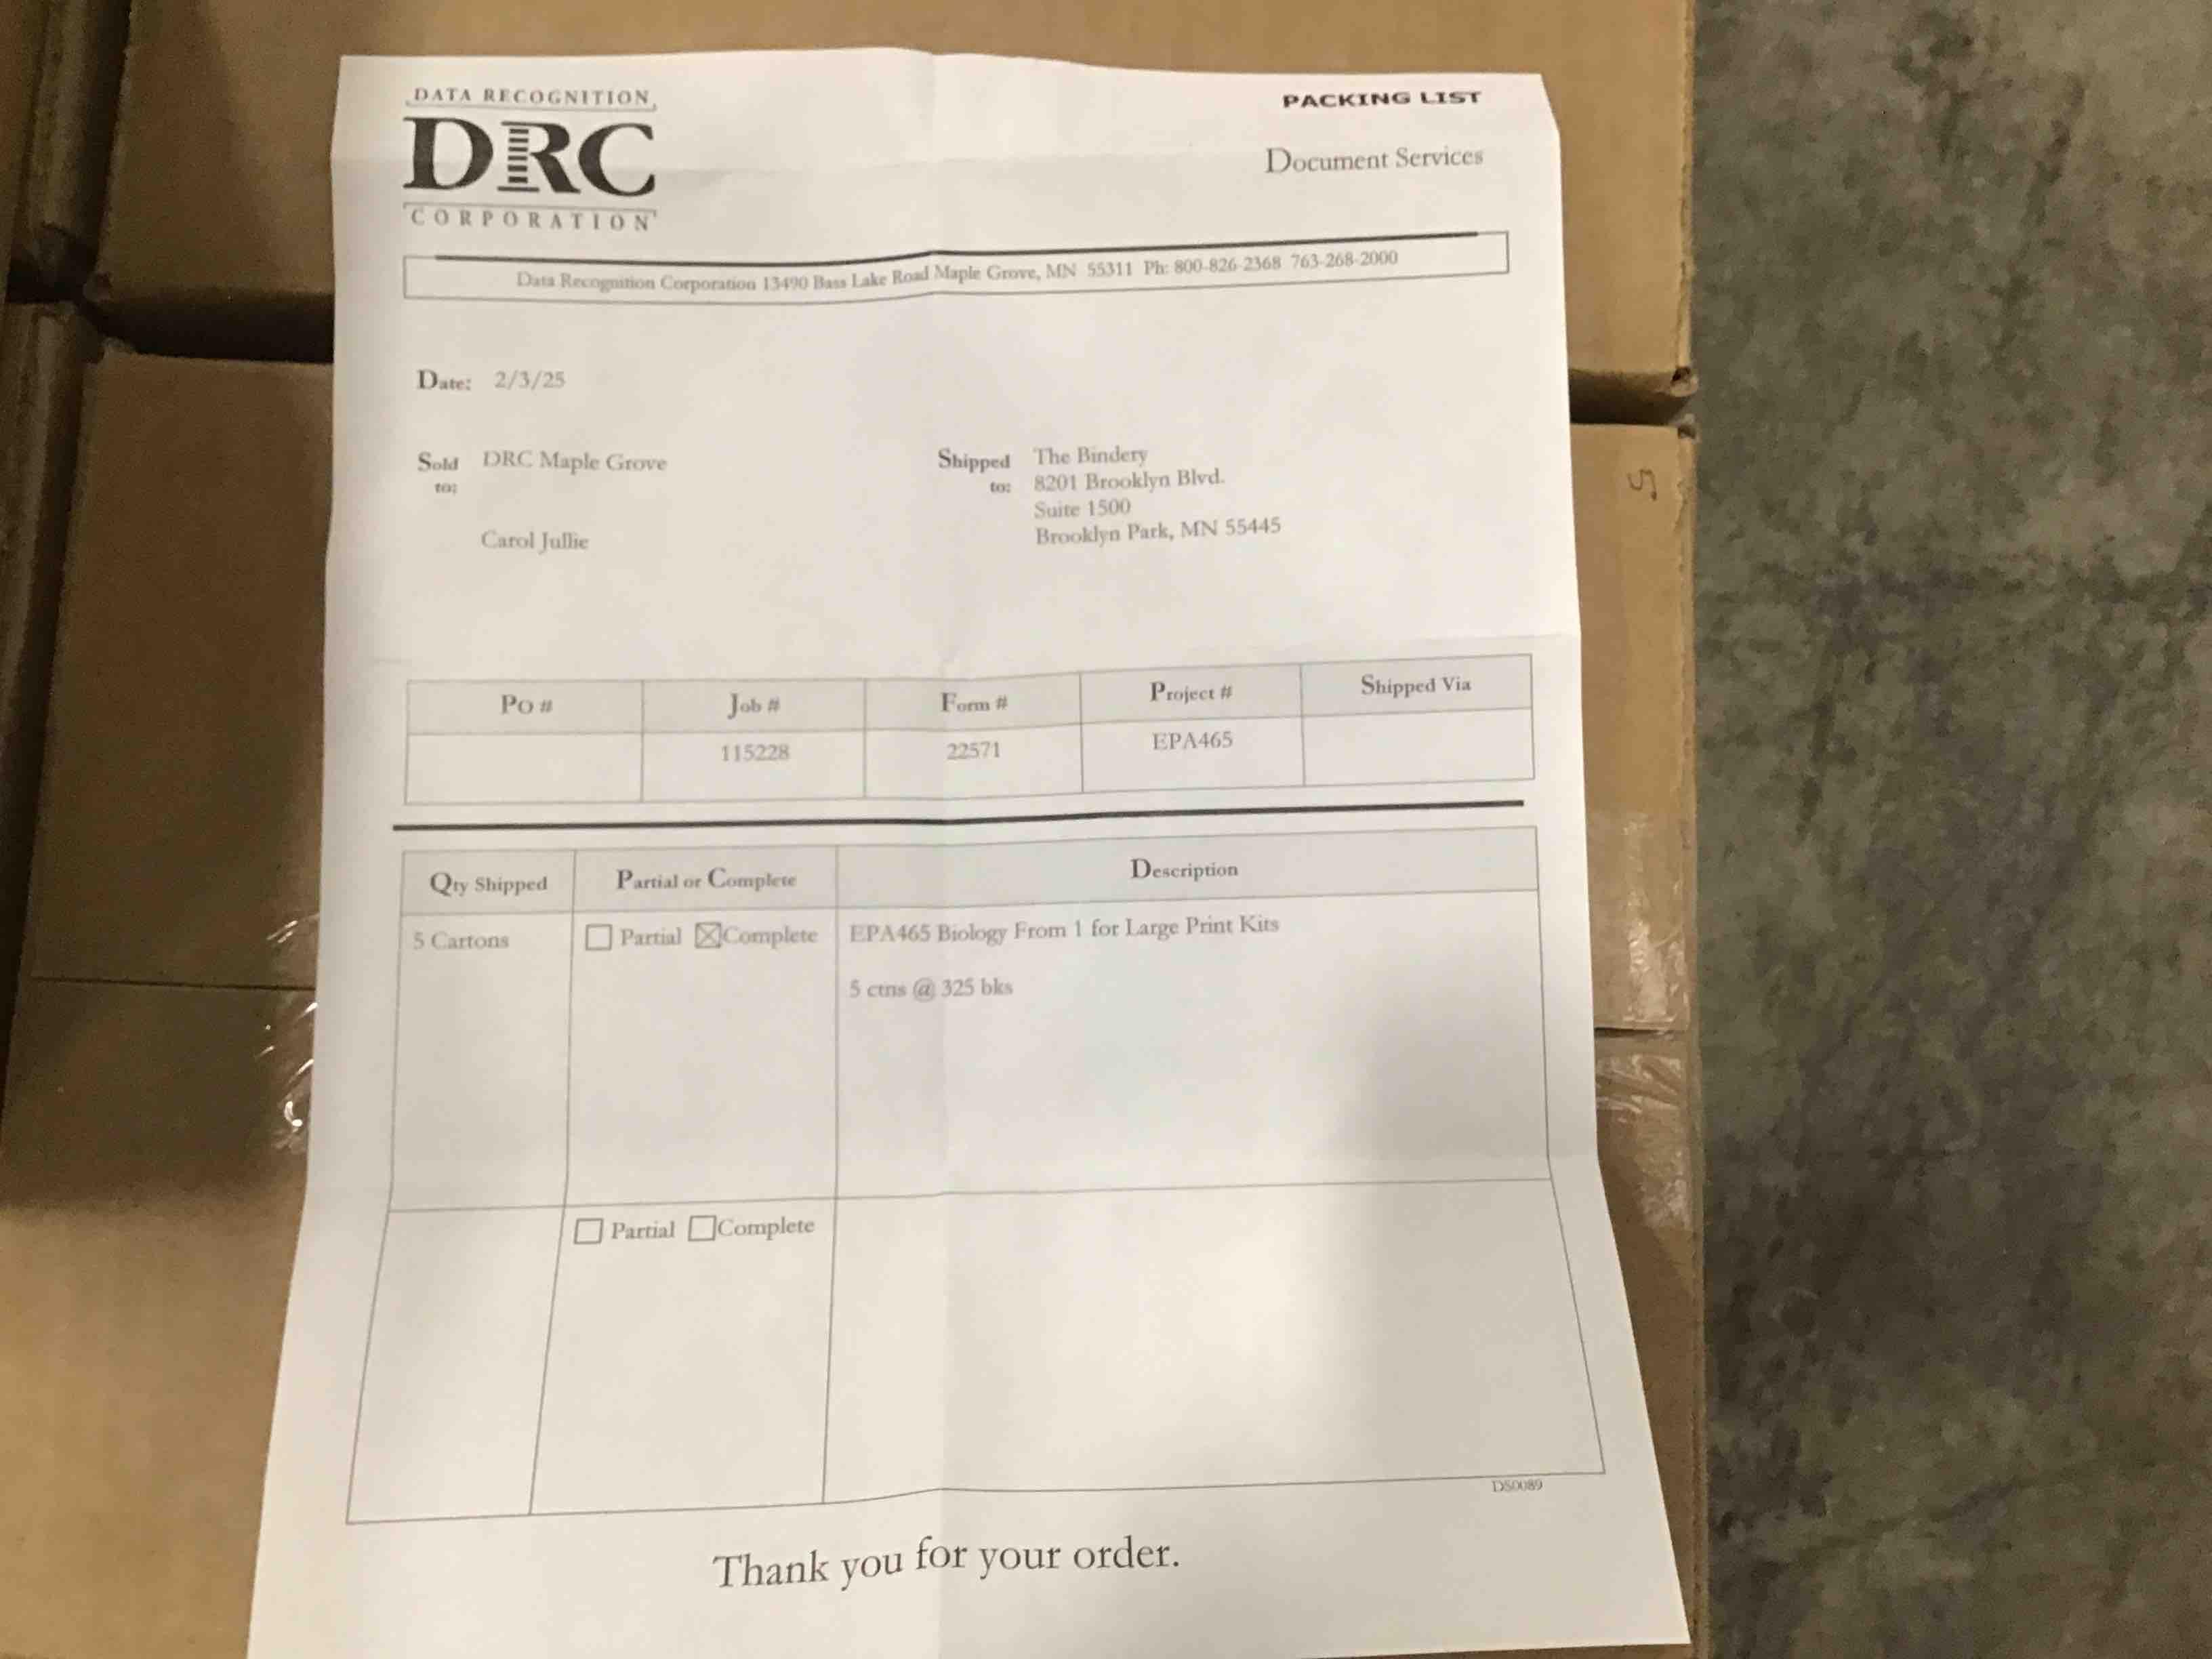 DATA RECOGNITION
DRC
CORPORATION
PACKING LIST
Document Services
Data Recognition Corporation 13490 Bass Lake Road Maple Grove, MN 55311 Ph: 800-826-2368 763-268-2000
Date: 2/3/25
Sold to: DRC Maple Grove
Carol Jullie
Shipped to: The Bindery
8201 Brooklyn Blvd.
Suite 1500
Brooklyn Park, MN 55445
PO # Job # Form # Project # Shipped Via
115228 22571 EPA465
Qty Shipped Partial or Complete Description
5 Cartons Partial Complete EPA465 Biology From 1 for Large Print Kits
5 ctns @ 325 bks
Partial Complete
DS0089
Thank you for your order.
5